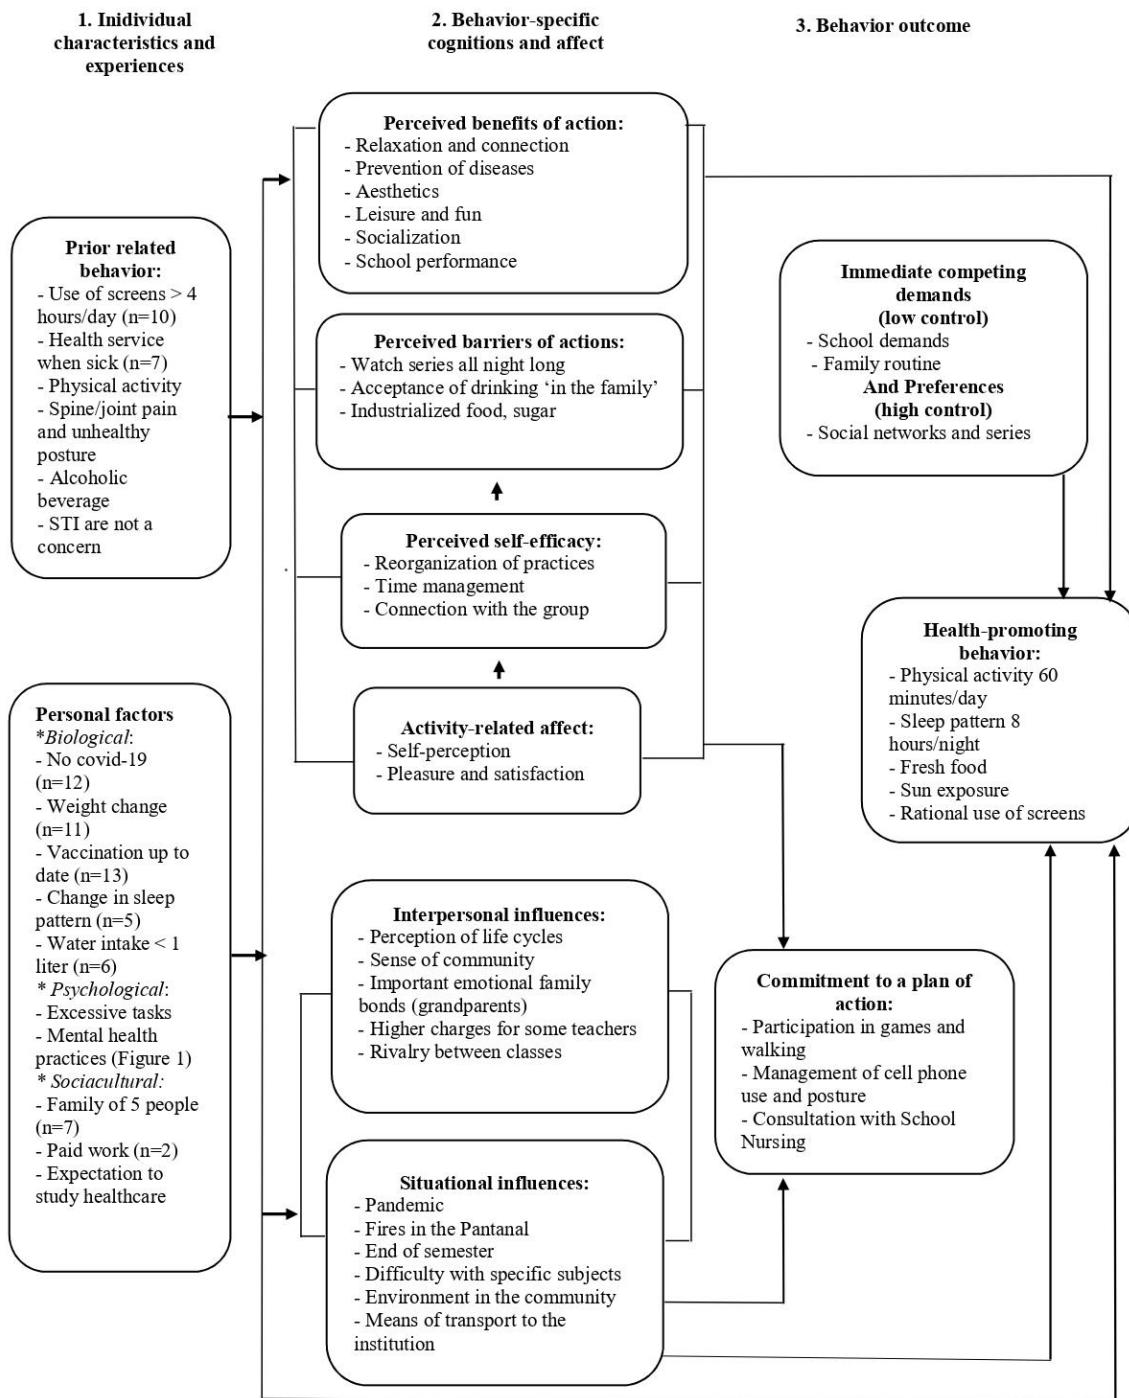 1. Inidividual
characteristics and
experiences
2. Behavior-specific
cognitions and affect
3. Behavior outcome
Prior related
behavior:
- Use of screens > 4
hours/day (n=10)
- Health service
when sick (n=7)
- Physical activity
- Spine/joint pain
and unhealthy
posture
- Alcoholic
beverage
- STI are not a
concern
Personal factors
*Biological:
- No covid-19
(n=12)
- Weight change
(n=11)
- Vaccination up to
date (n=13)
- Change in sleep
pattern (n=5)
- Water intake < 1
liter (n=6)
* Psychological:
- Excessive tasks
- Mental health
practices (Figure 1)
* Sociacultural:
- Family of 5 people
(n=7)
- Paid work (n=2)
- Expectation to
study healthcare
Perceived benefits of action:
- Relaxation and connection
- Prevention of diseases
- Aesthetics
- Leisure and fun
- Socialization
- School performance
Perceived barriers of actions:
- Watch series all night long
- Acceptance of drinking ‘in the family’
- Industrialized food, sugar
Perceived self-efficacy:
- Reorganization of practices
- Time management
- Connection with the group
Activity-related affect:
- Self-perception
- Pleasure and satisfaction
Interpersonal influences:
- Perception of life cycles
- Sense of community
- Important emotional family
bonds (grandparents)
- Higher charges for some teachers
- Rivalry between classes
Situational influences:
- Pandemic
- Fires in the Pantanal
- End of semester
- Difficulty with specific subjects
- Environment in the community
- Means of transport to the
institution
Immediate competing
demands
(low control)
- School demands
- Family routine
And Preferences
(high control)
- Social networks and series
Health-promoting
behavior:
- Physical activity 60
minutes/day
- Sleep pattern 8
hours/night
- Fresh food
- Sun exposure
- Rational use of screens
Commitment to a plan of
action:
- Participation in games and
walking
- Management of cell phone
use and posture
- Consultation with School
Nursing